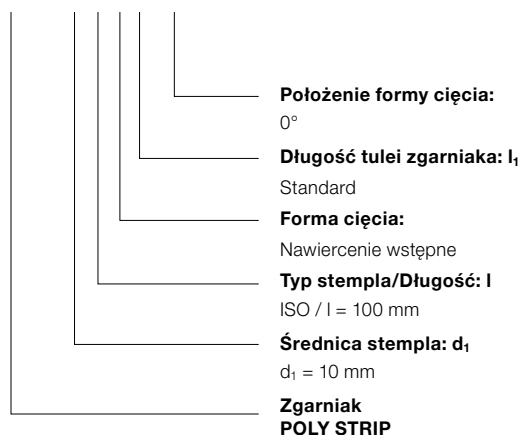 Położenie formy cięcia:
0°
Długość tulei zgarniaka: l₁
Standard
Forma cięcia:
Nawiercenie wstępne
Typ stempla/Długość: l
ISO / l = 100 mm
Średnica stempla: d₁
d₁ = 10 mm
Zgarniak
POLY STRIP